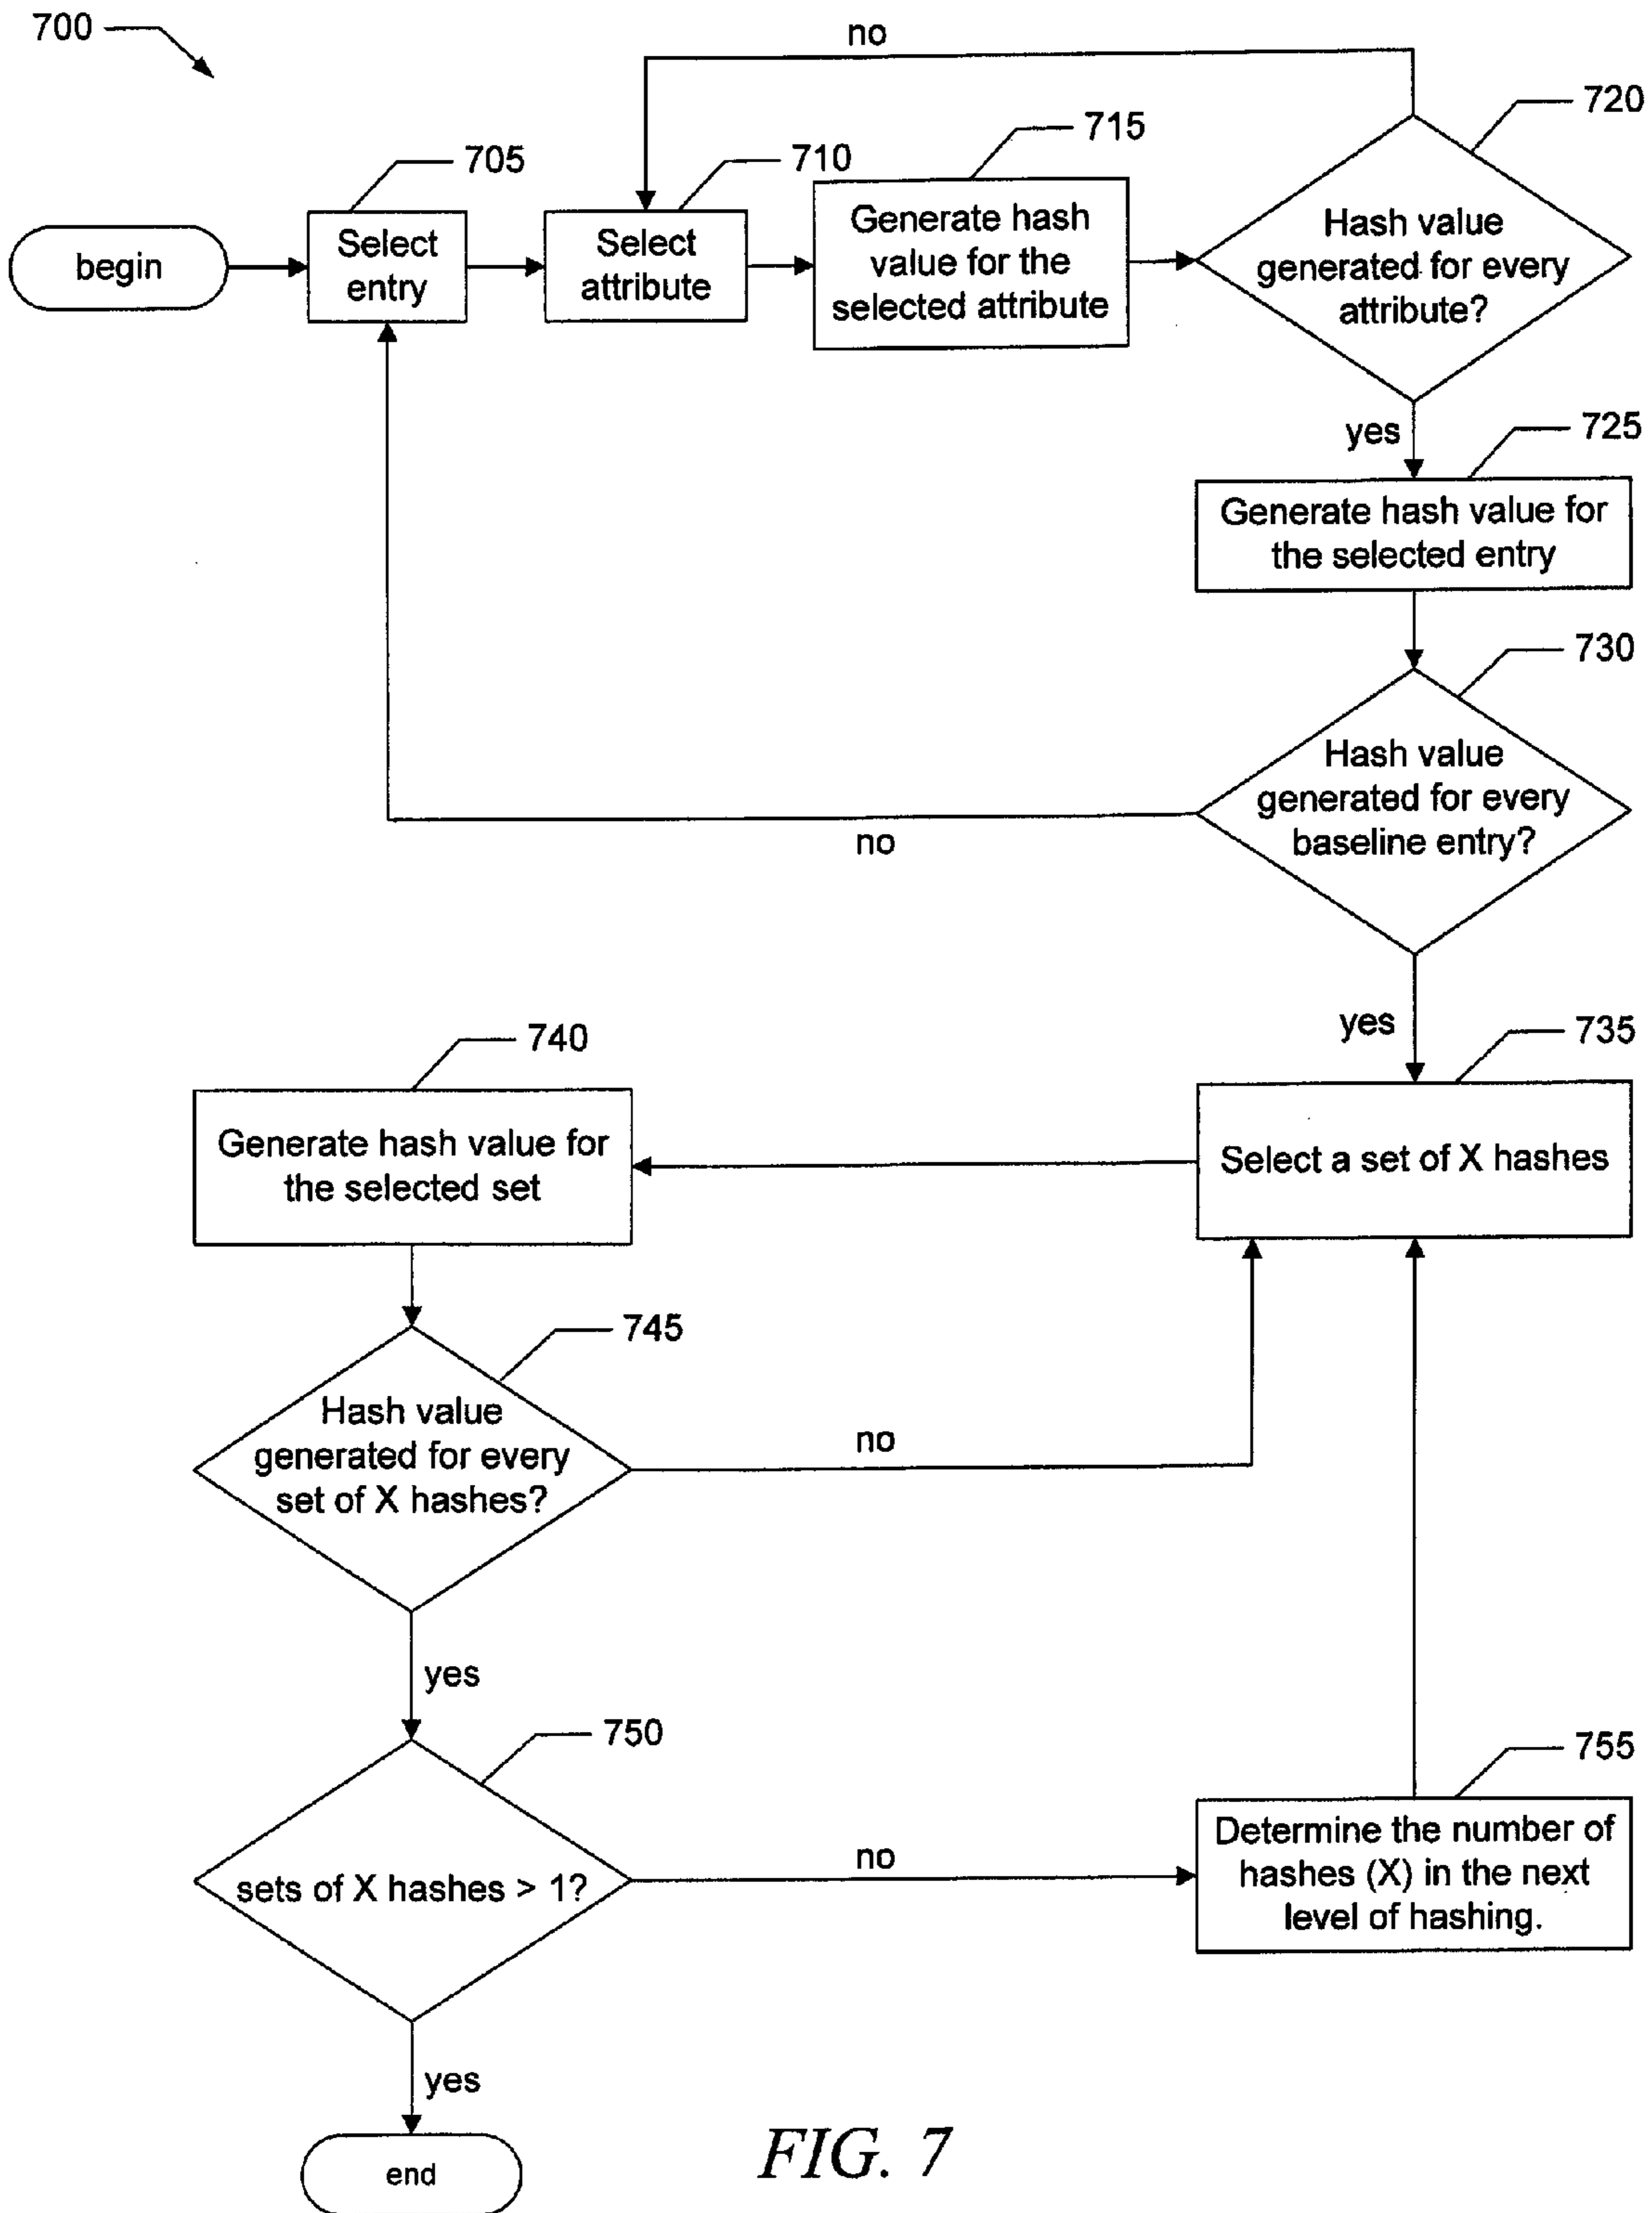 700
no
720
715
705
710
begin
Select
entry
Select
attribute
Generate hash
value for the
selected attribute
Hash value
generated for every
attribute?
yes
725
Generate hash value for
the selected entry
730
Hash value
generated for every
baseline entry?
no
yes
735
740
Generate hash value for
the selected set
Select a set of X hashes
745
Hash value
generated for every
set of X hashes?
no
yes
750
755
sets of X hashes > 1?
no
Determine the number of
hashes (X) in the next
level of hashing.
yes
end
FIG. 7